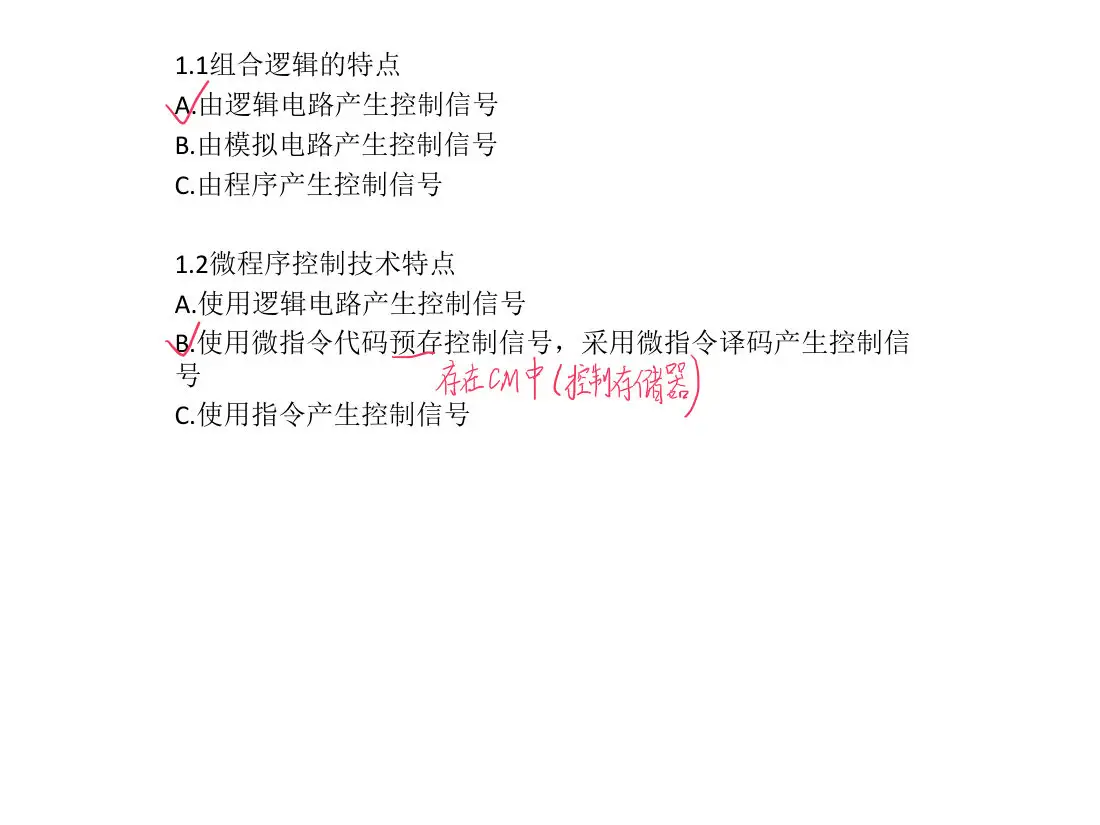 1.1组合逻辑的特点
A.由逻辑电路产生控制信号
B.由模拟电路产生控制信号
C.由程序产生控制信号
1.2微程序控制技术特点
A.使用逻辑电路产生控制信号
B.使用微指令代码预存控制信号，采用微指令译码产生控制信
号
存在CM中(控制存储器)
C.使用指令产生控制信号